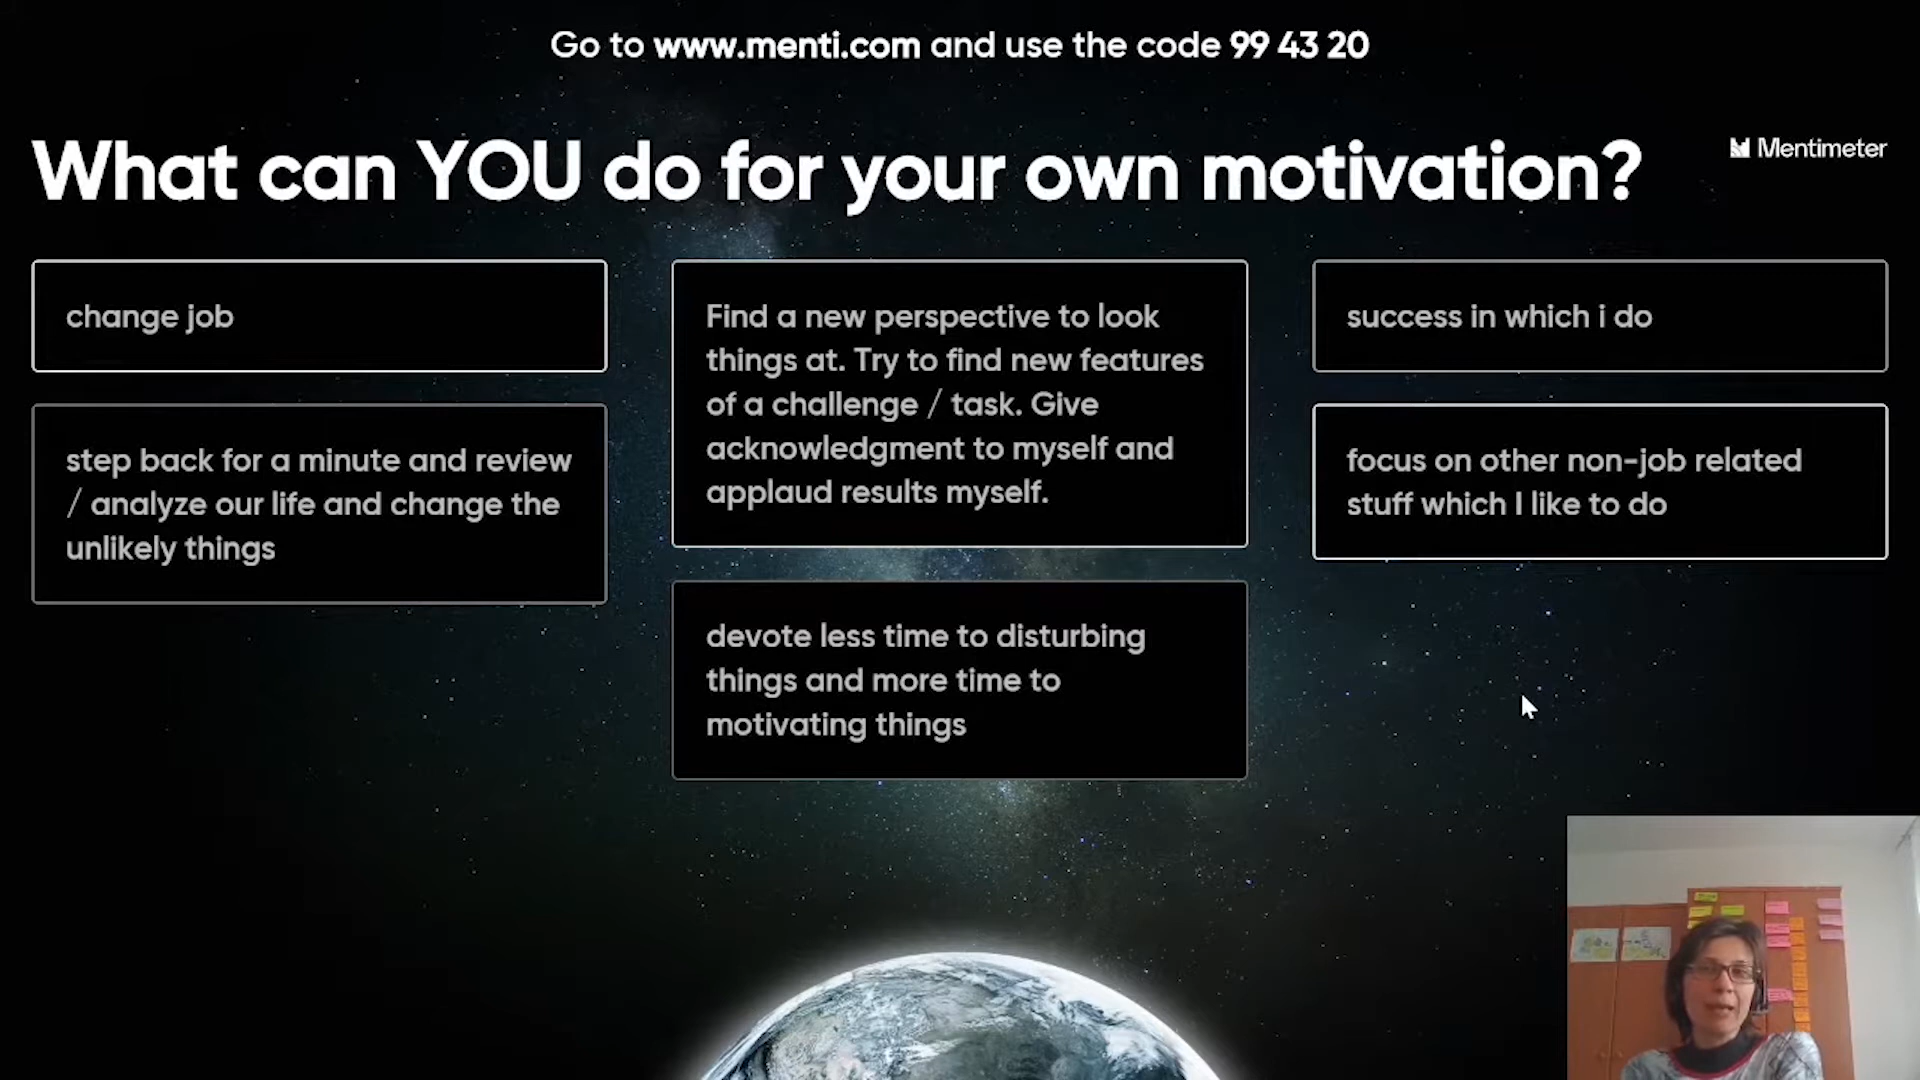 Go to www.menti.com and use the code 99 43 20
What can YOU do for your own motivation?
Mentimeter
change job
step back for a minute and review
/ analyze our life and change the
unlikely things
Find a new perspective to look
things at. Try to find new features
of a challenge / task. Give
acknowledgment to myself and
applaud results myself.
devote less time to disturbing
things and more time to
motivating things
success in which i do
focus on other non-job related
stuff which I like to do